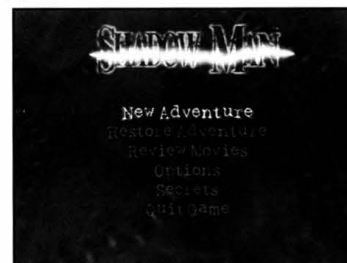 SHADOW MAN
New Adventure
Restore Adventure
Review Movies
Options
Secrets
Quit Game